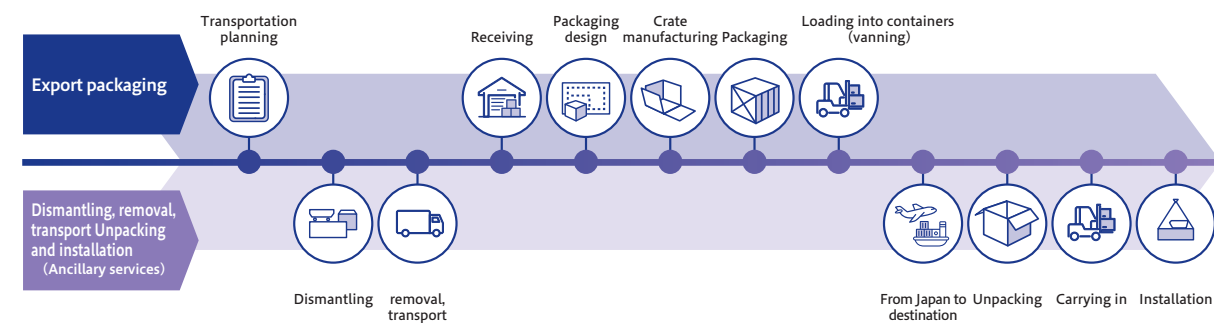 Transportation
planning
Receiving
Packaging
design
Crate
manufacturing
Packaging
Loading into containers
(vanning)
Export packaging
Dismantling, removal,
transport Unpacking
and installation
(Ancillary services)
Dismantling
removal,
transport
From Japan to
destination
Unpacking
Carrying in
Installation